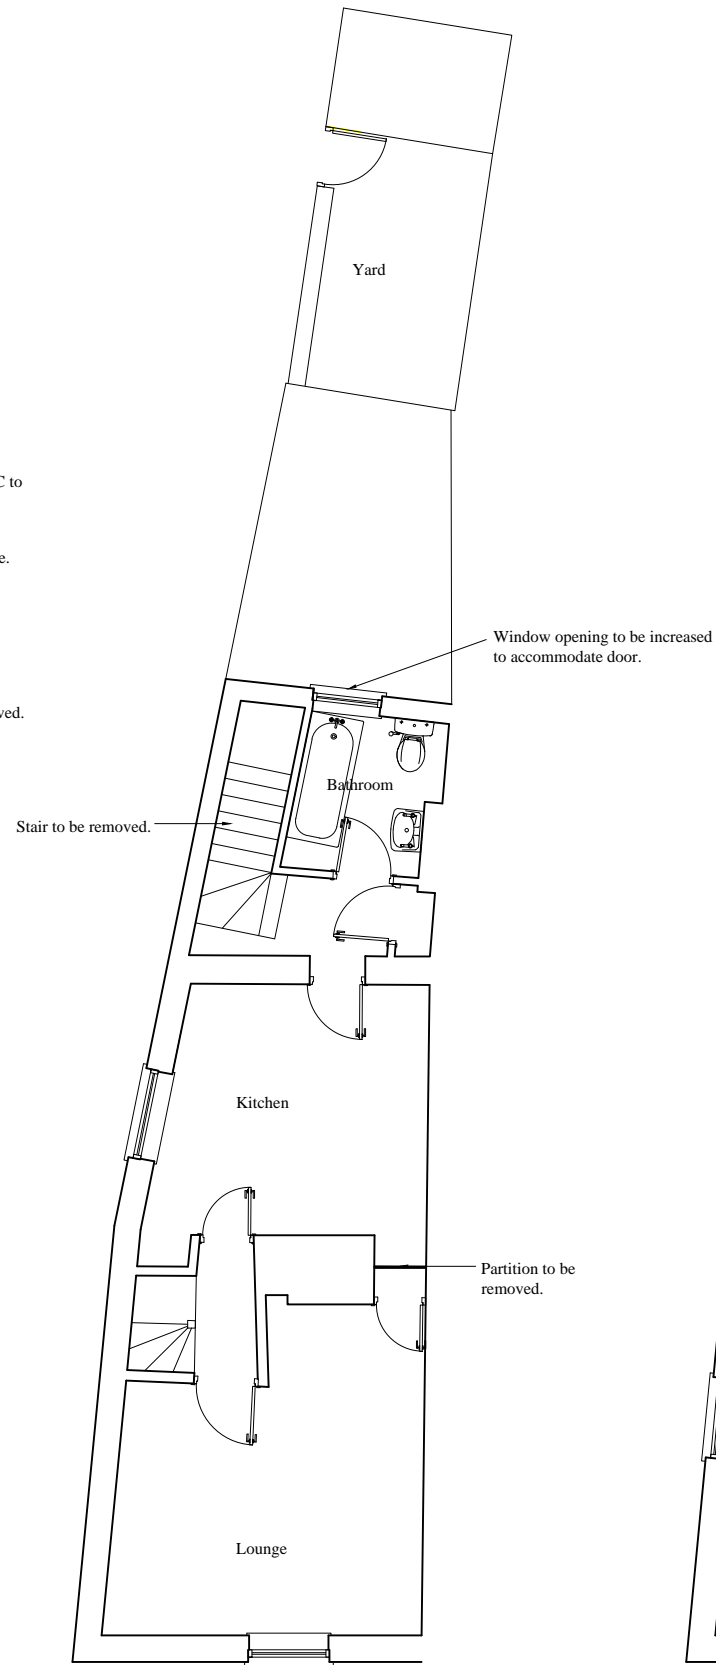 Yard
C to
e.
Window opening to be increased
to accommodate door.
ved.
Bathroom
Stair to be removed.
Kitchen
Partition to be
removed.
Lounge